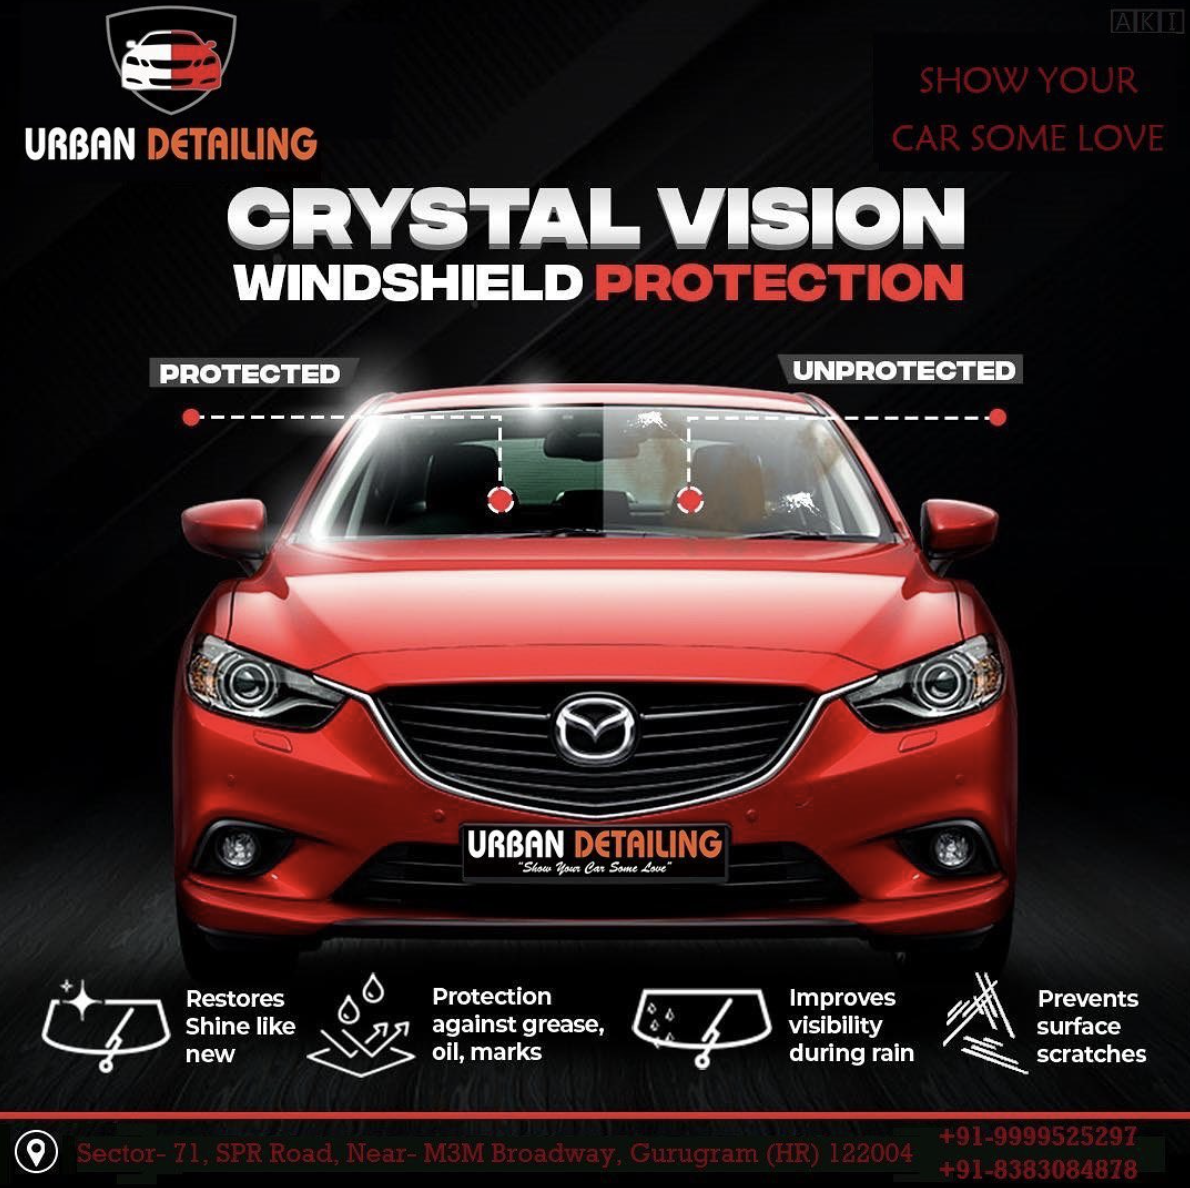 AKI
URBAN DETAILING
SHOW YOUR
CAR SOME LOVE
CRYSTAL VISION
WINDSHIELD PROTECTION
PROTECTED
UNPROTECTED
URBAN DETAILING
"Show Your Car Some Love"
Restores
Shine like
new
Protection
against grease,
oil, marks
Improves
visibility
during rain
Prevents
surface
scratches
Sector- 71, SPR Road, Near- M3M Broadway, Gurugram (HR) 122004
+91-9999525297
+91-8383084878